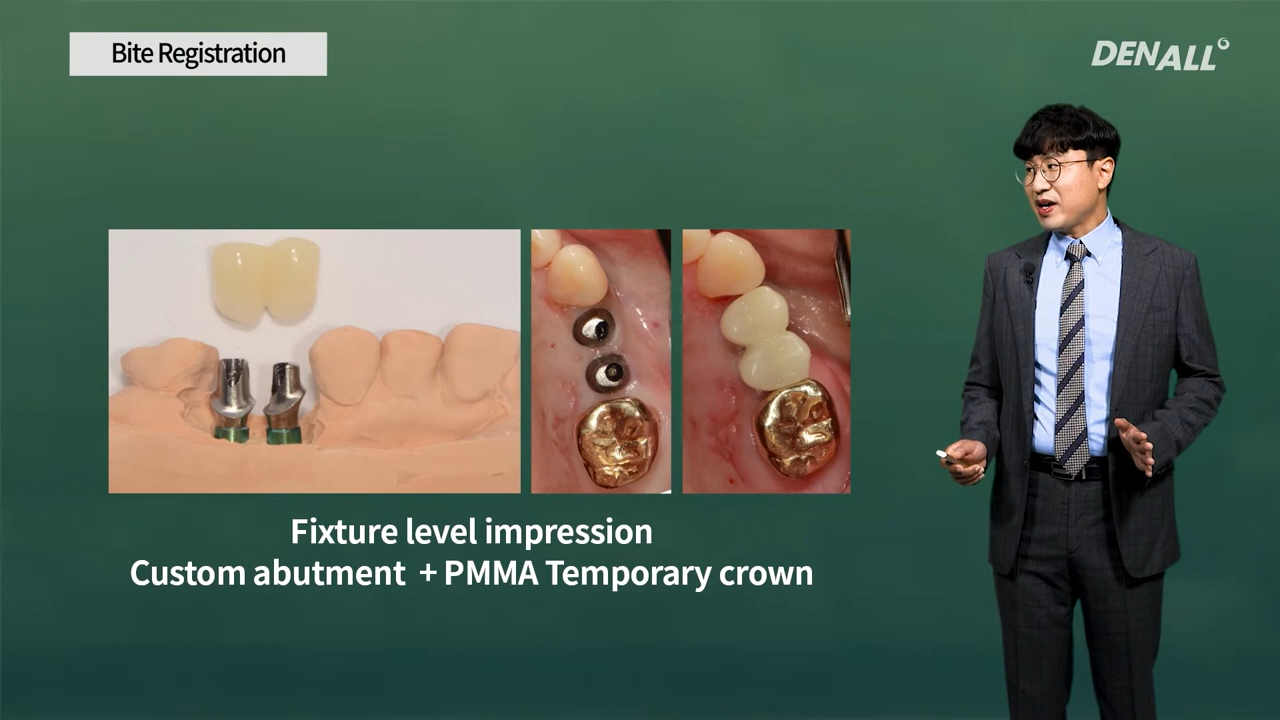 Bite Registration
DENALL
Fixture level impression
Custom abutment + PMMA Temporary crown